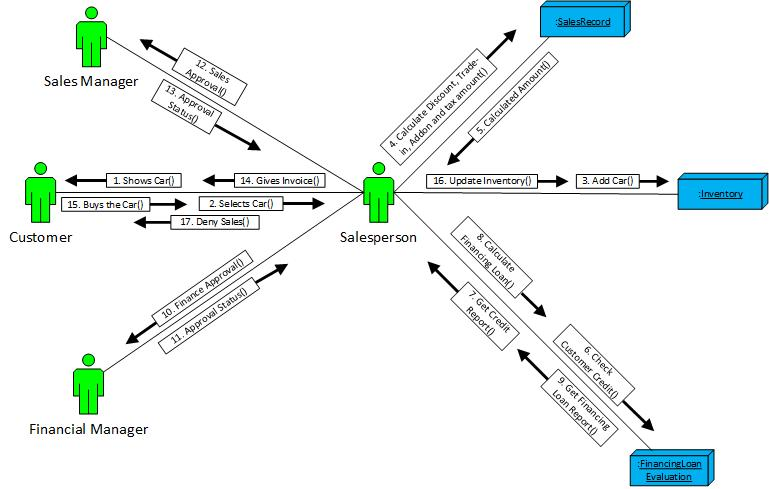 :SalesRecord
12. Sales
Approval()
Sales Manager
4. Calculate Discount, Trade-
in, Addon and tax amount()
5. Calculated Amount()
13. Approval
Status()
1. Shows Car()
14. Gives Invoice()
16. Update Inventory()
3. Add Car()
:Inventory
15. Buys the Car()
2. Selects Car()
17. Deny Sales()
Customer
Salesperson
8. Calculate
Financing Loan()
10. Finance Approval()
11. Approval Status()
7. Get Credit
Report()
6. Check
Customer Credit()
9. Get Financing
Loan Report()
Financial Manager
:FinancingLoan
Evaluation